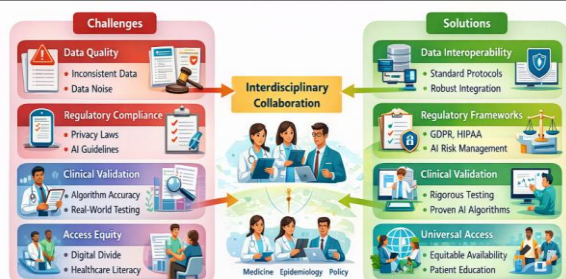 Challenges
Data Quality
• Inconsistent Data
• Data Noise
Regulatory Compliance
• Privacy Laws
• AI Guidelines
Clinical Validation
• Algorithm Accuracy
• Real-World Testing
Access Equity
• Digital Divide
• Healthcare Literacy
Interdisciplinary
Collaboration
Medicine Epidemiology Policy
Solutions
Data Interoperability
• Standard Protocols
• Robust Integration
Regulatory Frameworks
• GDPR, HIPAA
• AI Risk Management
Clinical Validation
• Rigorous Testing
• Proven AI Algorithms
Universal Access
• Equitable Availability
• Patient Education